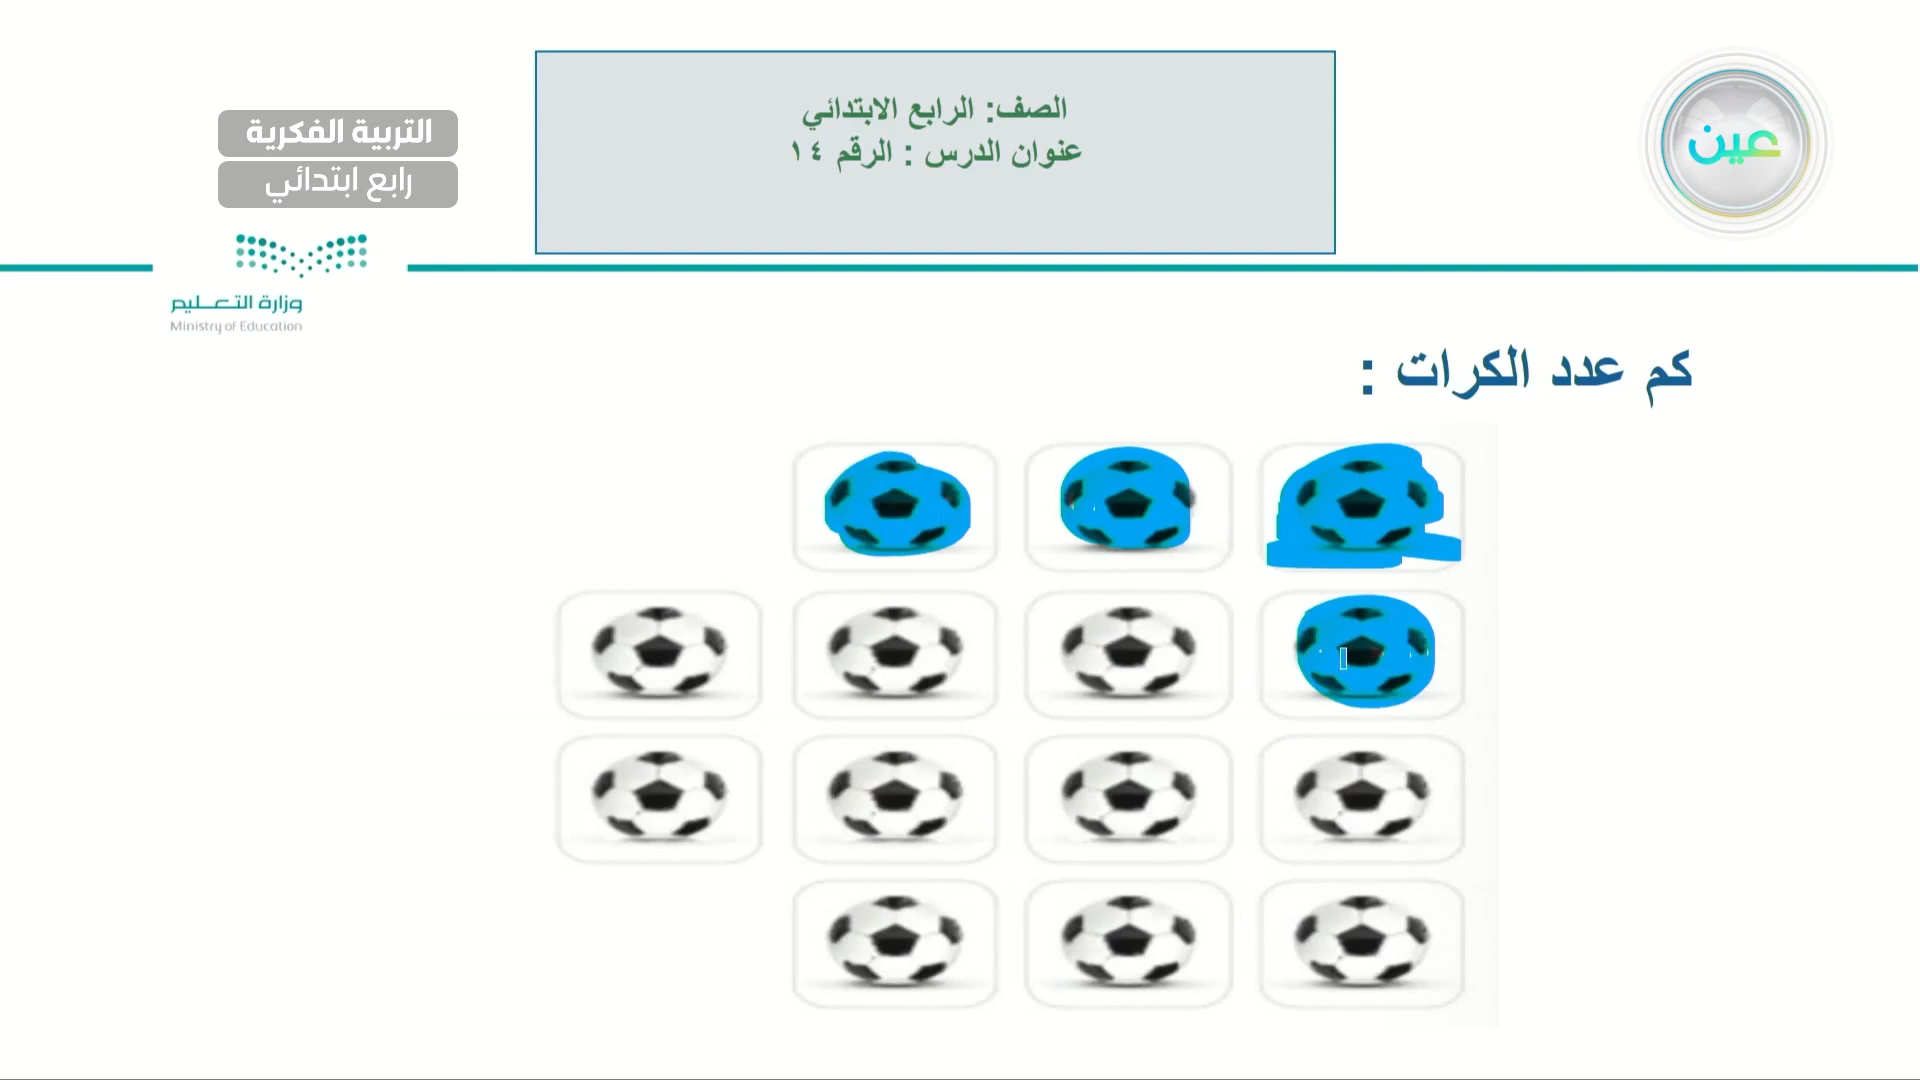 الصف: الرابع الابتدائي
عنوان الدرس : الرقم ١٤
عين
التربية الفكرية
رابع ابتدائي
وزارة التعليم
Ministry of Education
كم عدد الكرات :